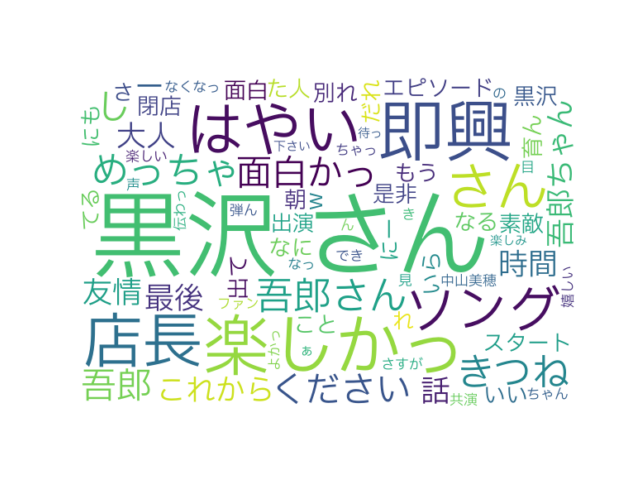 なくなっ 面白 た人 別れ だれ エピソード の 黒沢
さー 閉店 し はやい 即興 待っ 育ん
にも 大人 楽しい 下さい ちゃっ 目
めっちゃ 面白かっ もう さん 吾郎ちゃん
てる 声 伝わっ 朝 w 是非
黒沢さん 弾ん 出演 ん き なる 素敵
なに にー 楽しみ
友情 最後 て 出 なっ でき 見 いら 中山美穂 時間 嬉しい
吾郎さん ソング
店長 楽しかっ ファン こと れ スタート
よかっ ぁ さすが きつね
吾郎 これから ください 話 共演 いい ちゃん